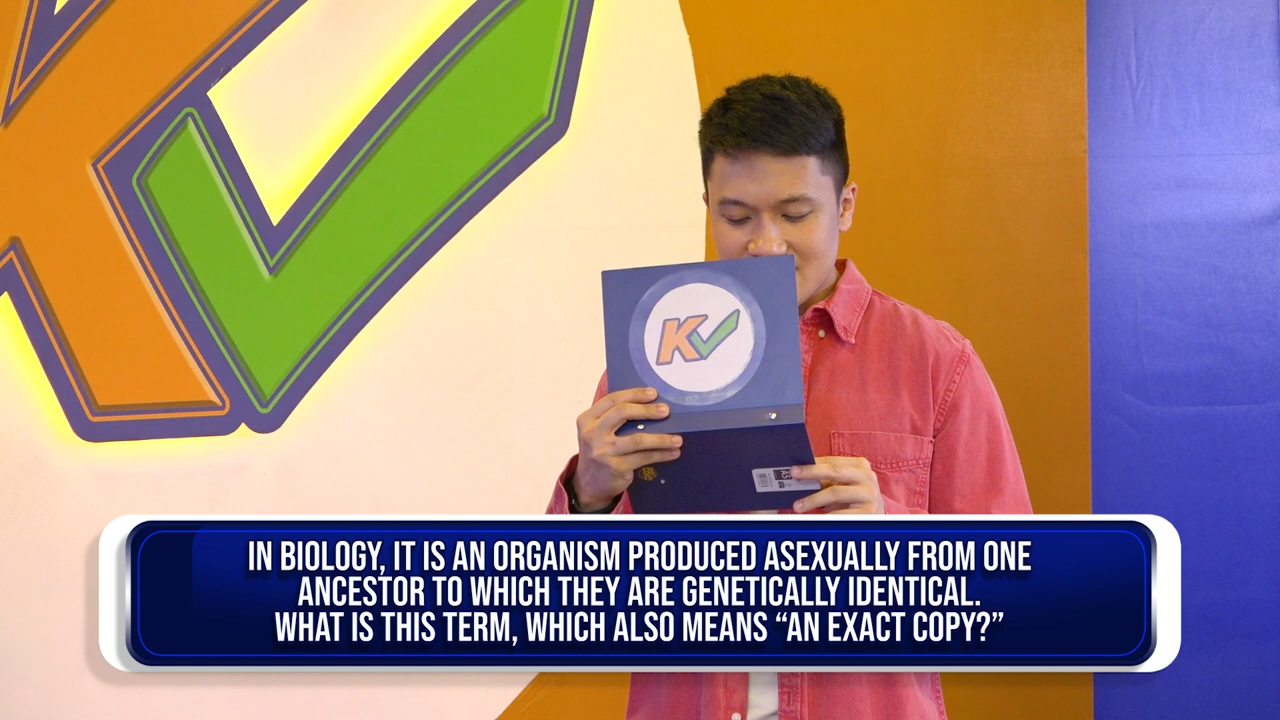 K
K
IN BIOLOGY, IT IS AN ORGANISM PRODUCED ASEXUALLY FROM ONE
ANCESTOR TO WHICH THEY ARE GENETICALLY IDENTICAL.
WHAT IS THIS TERM, WHICH ALSO MEANS “AN EXACT COPY?”